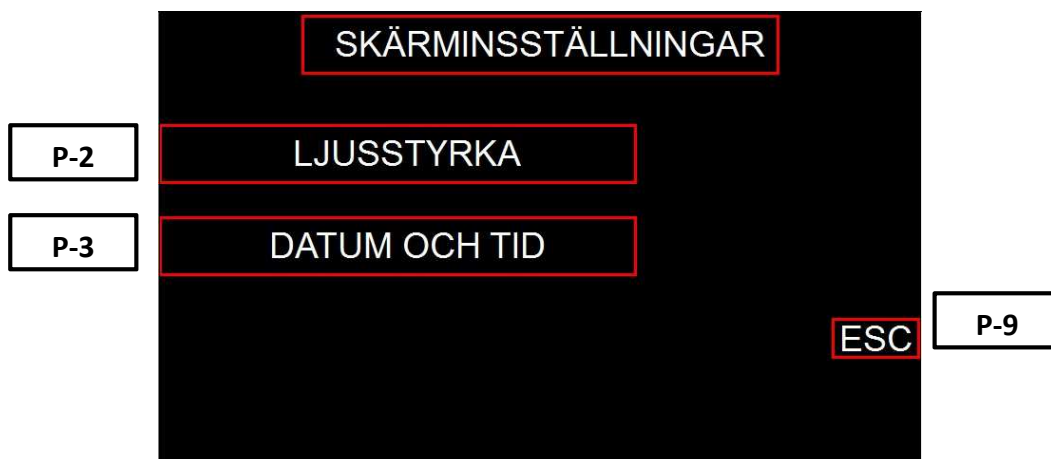 SKÄRMINSSTÄLLNINGAR
P-2
LJUSSTYRKA
P-3
DATUM OCH TID
ESC
P-9